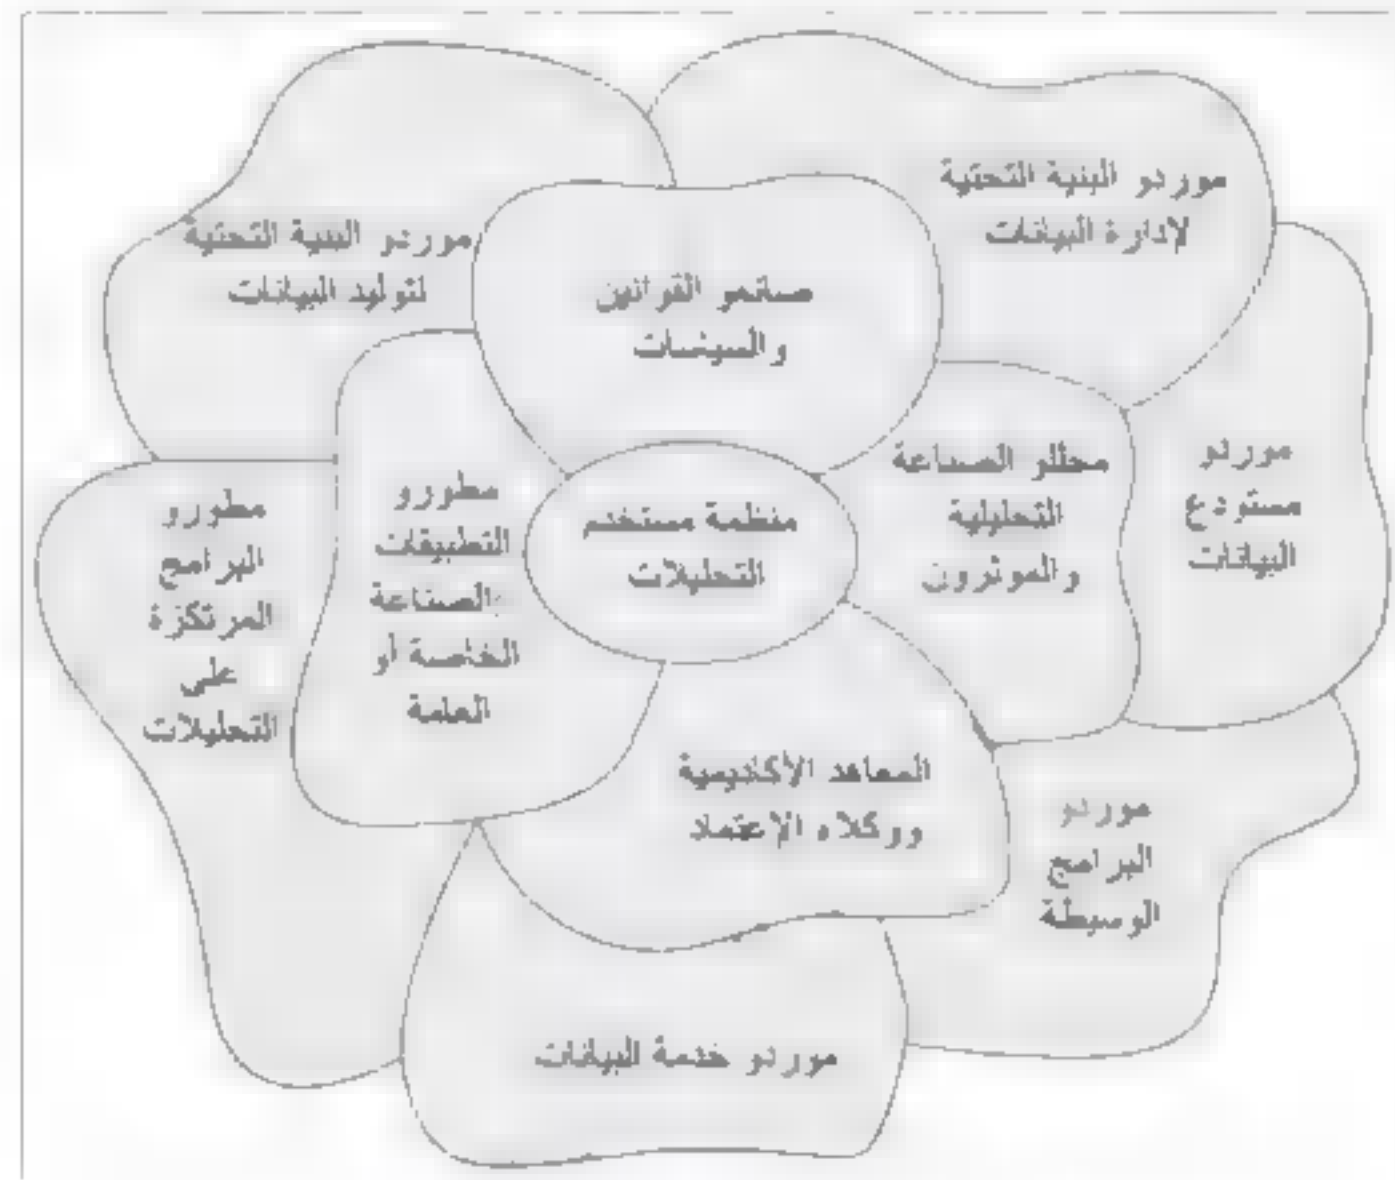 موردو البنية التحتية
لإدارة البيانات
موردو البنية التحتية
لتوليد البيانات
صانعو القوانين
والسياسات
موردو
مستودع
البيانات
محللو الصناعة
التحليلية
والموثرون
منظمة مستخدم
التحليلات
مطورو
التطبيقات
الصناعة
الخاصة أو
العامة
مطورو
البرامج
المرتكزة
على
التحليلات
المعاهد الأكاديمية
ووكلاء الإعتماد
موردو
البرامج
الوسيطة
موردو خدمة البيانات